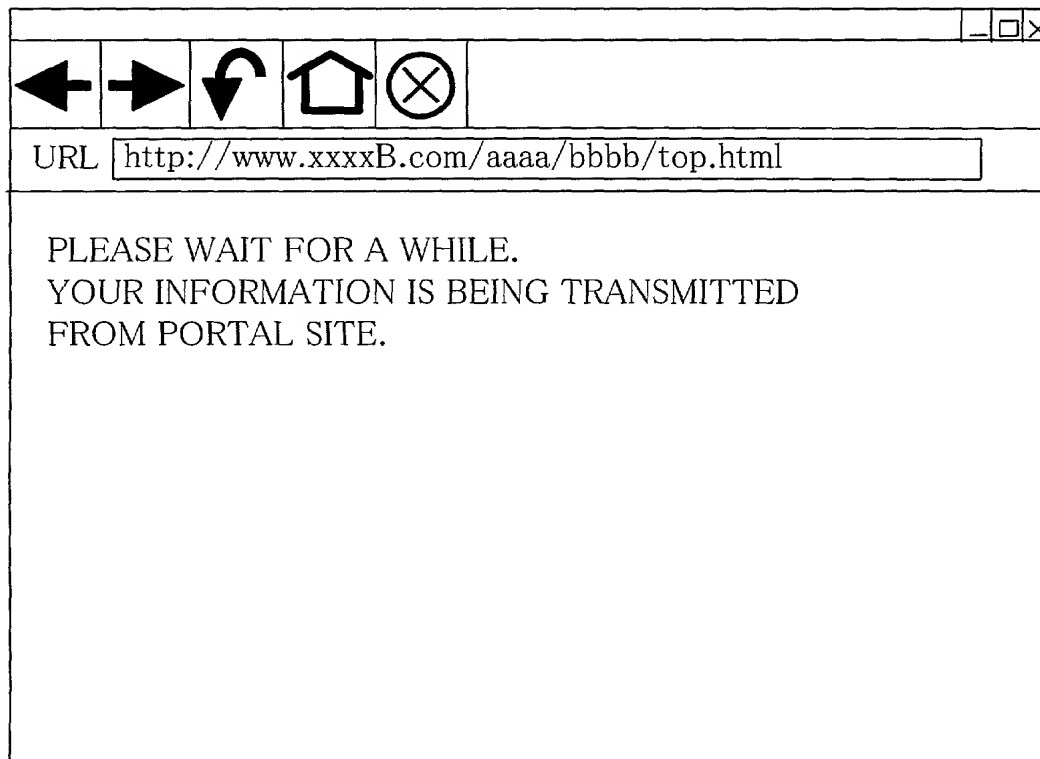 URL http://www.xxxxB.com/aaaa/bbbb/top.html
PLEASE WAIT FOR A WHILE.
YOUR INFORMATION IS BEING TRANSMITTED
FROM PORTAL SITE.